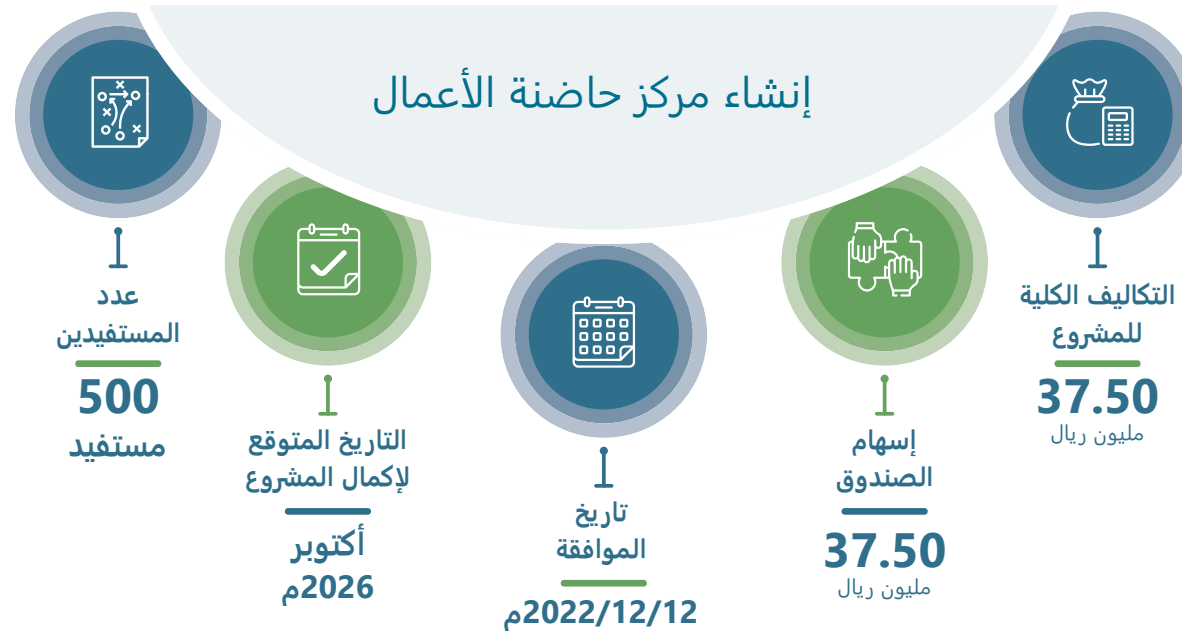 إنشاء مركز حاضنة الأعمال
التكاليف الكلية
للمشروع
37.50
مليون ريال
إسهام
الصندوق
37.50
مليون ريال
تاريخ
الموافقة
2022/12/12م
التاريخ المتوقع
لإكمال المشروع
أكتوبر
2026م
عدد
المستفيدين
500
مستفيد